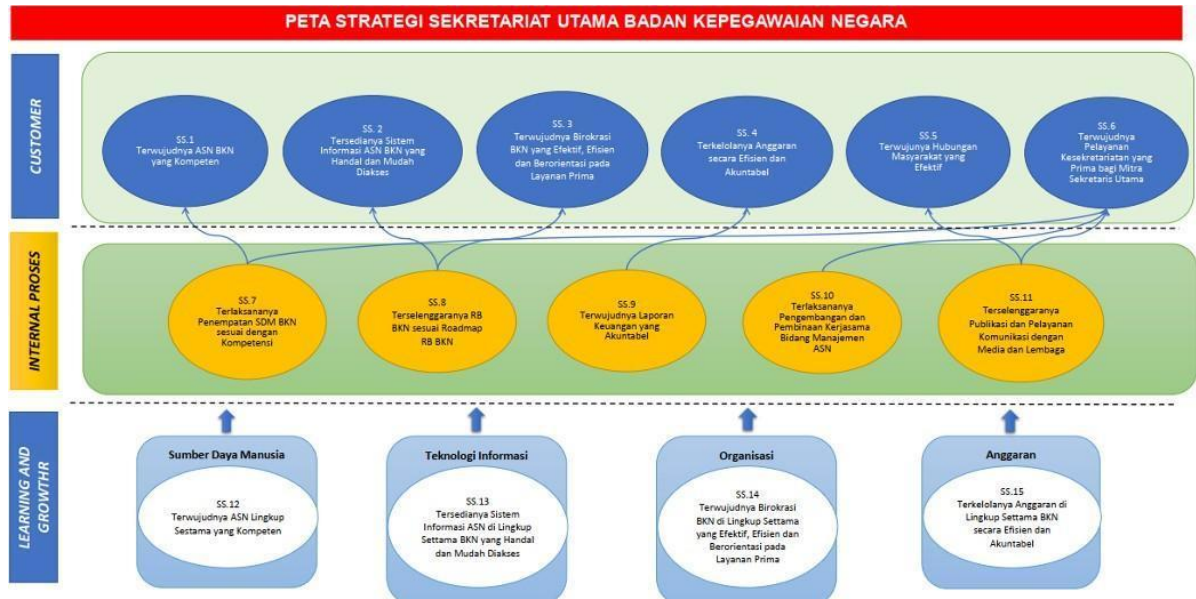 PETA STRATEGI SEKRETARIAT UTAMA BADAN KEPEGAWAIAN NEGARA
CUSTOMER
SS.1
Terwujudnya ASN BKN
yang Kompeten
SS. 2
Tersedianya Sistem
Informasi ASN BKN yang
Handal dan Mudah
Diakses
SS. 3
Terwujudnya Birokrasi
BKN yang Efektif, Efisien
dan Berorientasi pada
Layanan Prima
SS. 4
Terkelolanya Anggaran
secara Efisien dan
Akuntabel
SS.5
Terwujunya Hubungan
Masyarakat yang
Efektif
SS.6
Terwujudnya
Pelayanan
Kesekretariatan yang
Prima bagi Mitra
Sekretaris Utama
INTERNAL PROSES
SS.7
Terlaksananya
Penempatan SDM BKN
sesuai dengan
Kompetensi
SS.8
Terselenggaranya RB
BKN sesuai Roadmap
RB BKN
SS.9
Terwujudnya Laporan
Keuangan yang
Akuntabel
SS.10
Terlaksananya
Pengembangan dan
Pembinaan Kerjasama
Bidang Manajemen
ASN
SS.11
Terselenggaranya
Publikasi dan Pelayanan
Komunikasi dengan
Media dan Lembaga
LEARNING AND
GROWTHR
Sumber Daya Manusia
SS.12
Terwujudnya ASN Lingkup
Sestama yang Kompeten
Teknologi Informasi
SS.13
Tersedianya Sistem
Informasi ASN di Lingkup
Settama BKN yang Handal
dan Mudah Diakses
Organisasi
SS.14
Terwujudnya Birokrasi
BKN di Lingkup Settama
yang Efektif, Efisien dan
Berorientasi pada
Layanan Prima
Anggaran
SS.15
Terkelolanya Anggaran di
Lingkup Settama BKN
secara Efisien dan
Akuntabel